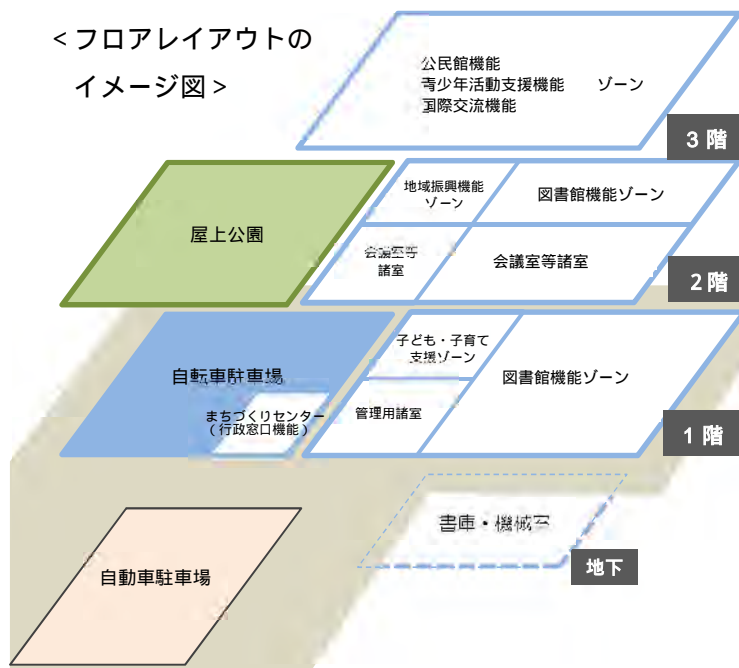 <フロアレイアウトの
イメージ図>
公民館機能
青少年活動支援機能 ゾーン
国際交流機能
3階
地域振興機能
ゾーン
図書館機能ゾーン
屋上公園
会議室等
諸室
会議室等諸室
2階
子ども・子育て
支援ゾーン
自転車駐車場
図書館機能ゾーン
まちづくりセンター
(行政窓口機能)
管理用諸室
1階
書庫・機械室
地下
自動車駐車場